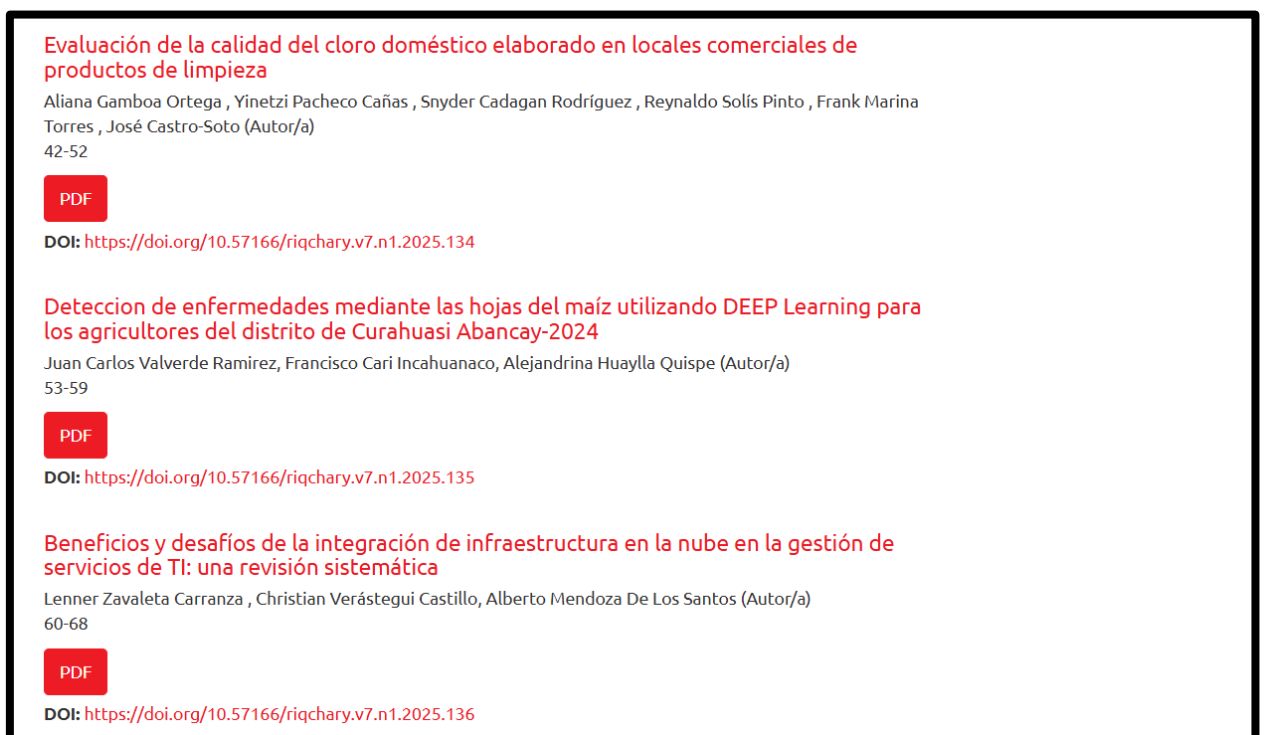 Evaluación de la calidad del cloro doméstico elaborado en locales comerciales de
productos de limpieza
Aliana Gamboa Ortega , Yinetzi Pacheco Cañas , Snyder Cadagan Rodríguez , Reynaldo Solís Pinto , Frank Marina
Torres , José Castro-Soto (Autor/a)
42-52
PDF
DOI: https://doi.org/10.57166/riqchary.v7.n1.2025.134
Deteccion de enfermedades mediante las hojas del maíz utilizando DEEP Learning para
los agricultores del distrito de Curahuasi Abancay-2024
Juan Carlos Valverde Ramirez, Francisco Cari Incahuanaco, Alejandrina Huaylla Quispe (Autor/a)
53-59
PDF
DOI: https://doi.org/10.57166/riqchary.v7.n1.2025.135
Beneficios y desafíos de la integración de infraestructura en la nube en la gestión de
servicios de TI: una revisión sistemática
Lenner Zavaleta Carranza , Christian Verástegui Castillo, Alberto Mendoza De Los Santos (Autor/a)
60-68
PDF
DOI: https://doi.org/10.57166/riqchary.v7.n1.2025.136